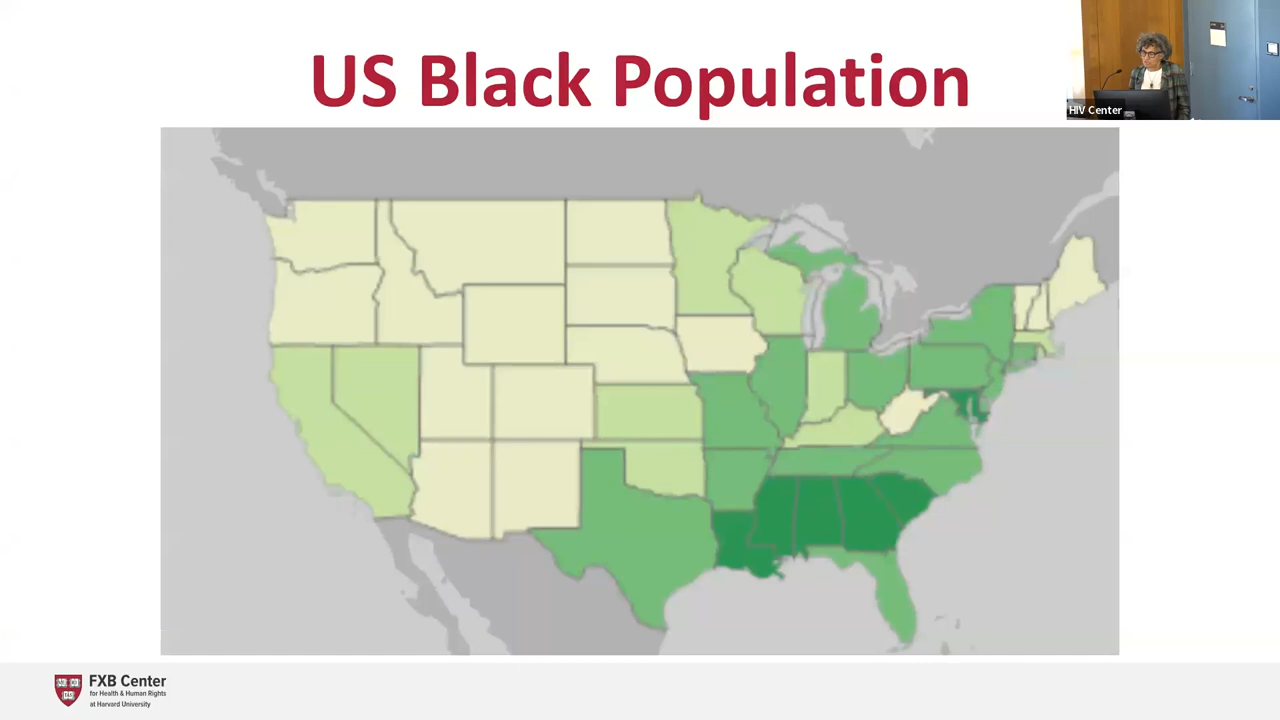 US Black Population
HIV Center
FXB Center
for Health & Human Rights
at Harvard University